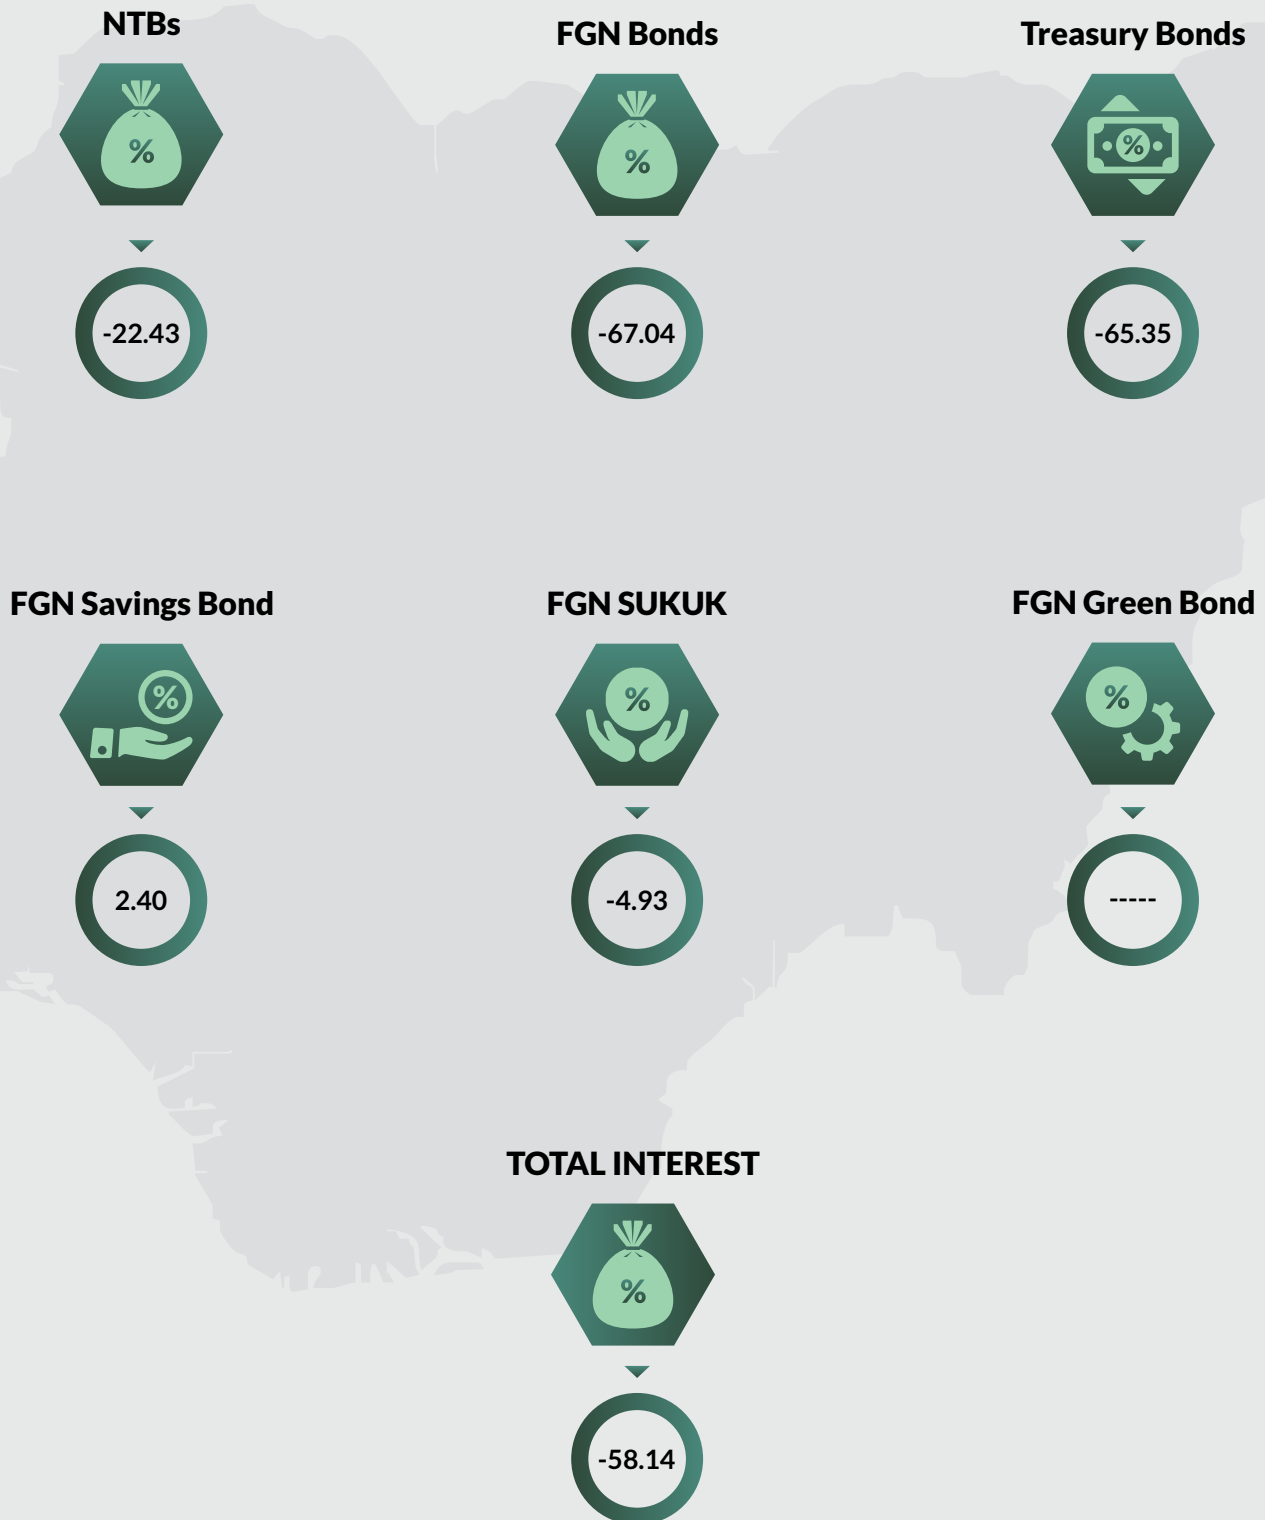 NTBs
FGN Bonds
Treasury Bonds
%
%
%
-22.43
-67.04
-65.35
FGN Savings Bond
FGN SUKUK
FGN Green Bond
%
%
%
2.40
-4.93
-----
TOTAL INTEREST
%
-58.14